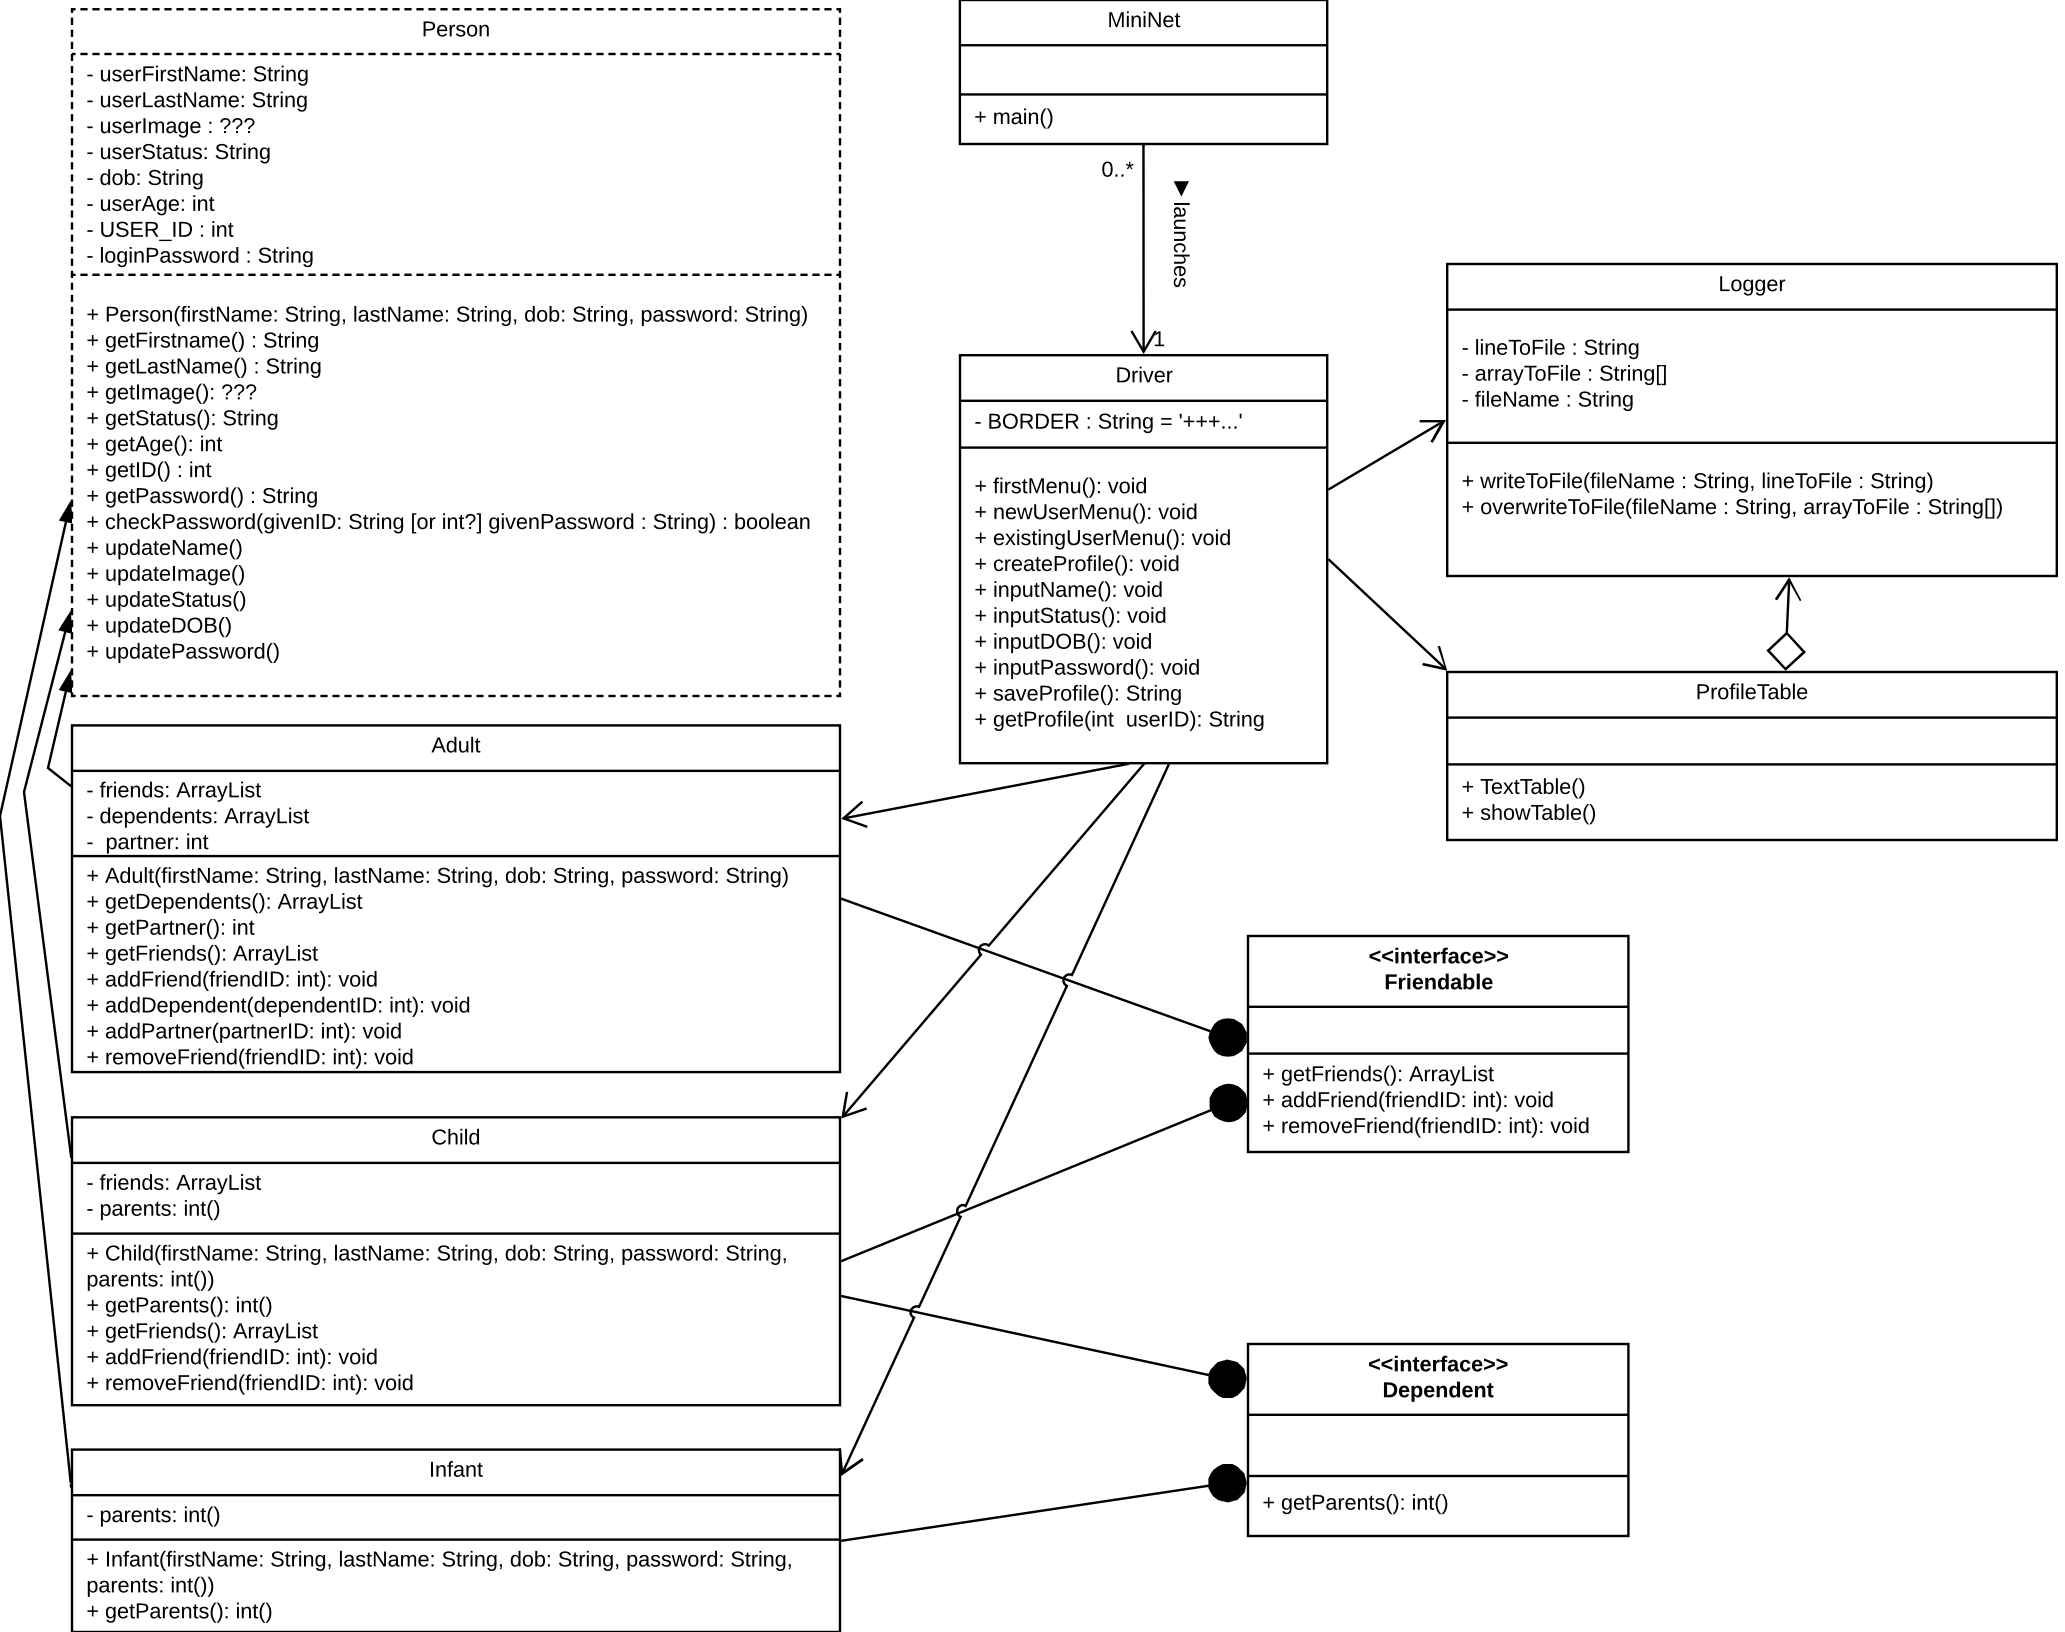 Person
- userFirstName: String
- userLastName: String
- userImage : ???
- userStatus: String
- dob: String
- userAge: int
- USER_ID : int
- loginPassword : String
+ Person(firstName: String, lastName: String, dob: String, password: String)
+ getFirstname() : String
+ getLastName() : String
+ getImage(): ???
+ getStatus(): String
+ getAge(): int
+ getID() : int
+ getPassword() : String
+ checkPassword(givenID: String [or int?] givenPassword : String) : boolean
+ updateName()
+ updateImage()
+ updateStatus()
+ updateDOB()
+ updatePassword()
MiniNet
+ main()
0..*
▼ launches
1
Driver
- BORDER : String = '+++...'
+ firstMenu(): void
+ newUserMenu(): void
+ existingUserMenu(): void
+ createProfile(): void
+ inputName(): void
+ inputStatus(): void
+ inputDOB(): void
+ inputPassword(): void
+ saveProfile(): String
+ getProfile(int  userID): String
Logger
- lineToFile : String
- arrayToFile : String[]
- fileName : String
+ writeToFile(fileName : String, lineToFile : String)
+ overwriteToFile(fileName : String, arrayToFile : String[])
ProfileTable
+ TextTable()
+ showTable()
Adult
- friends: ArrayList
- dependents: ArrayList
-  partner: int
+ Adult(firstName: String, lastName: String, dob: String, password: String)
+ getDependents(): ArrayList
+ getPartner(): int
+ getFriends(): ArrayList
+ addFriend(friendID: int): void
+ addDependent(dependentID: int): void
+ addPartner(partnerID: int): void
+ removeFriend(friendID: int): void
<<interface>>
Friendable
+ getFriends(): ArrayList
+ addFriend(friendID: int): void
+ removeFriend(friendID: int): void
Child
- friends: ArrayList
- parents: int()
+ Child(firstName: String, lastName: String, dob: String, password: String,
parents: int())
+ getParents(): int()
+ getFriends(): ArrayList
+ addFriend(friendID: int): void
+ removeFriend(friendID: int): void
<<interface>>
Dependent
+ getParents(): int()
Infant
- parents: int()
+ Infant(firstName: String, lastName: String, dob: String, password: String,
parents: int())
+ getParents(): int()